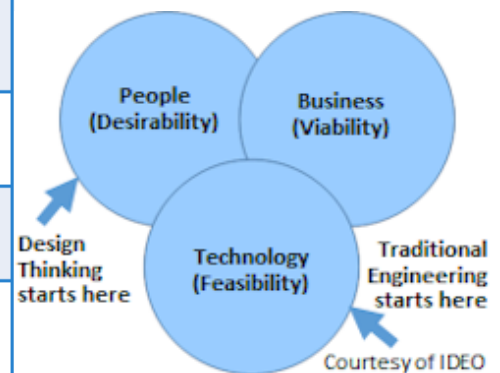 People
(Desirability)
Business
(Viability)
Technology
(Feasibility)
Design
Thinking
starts here
Traditional
Engineering
starts here
Courtesy of IDEO